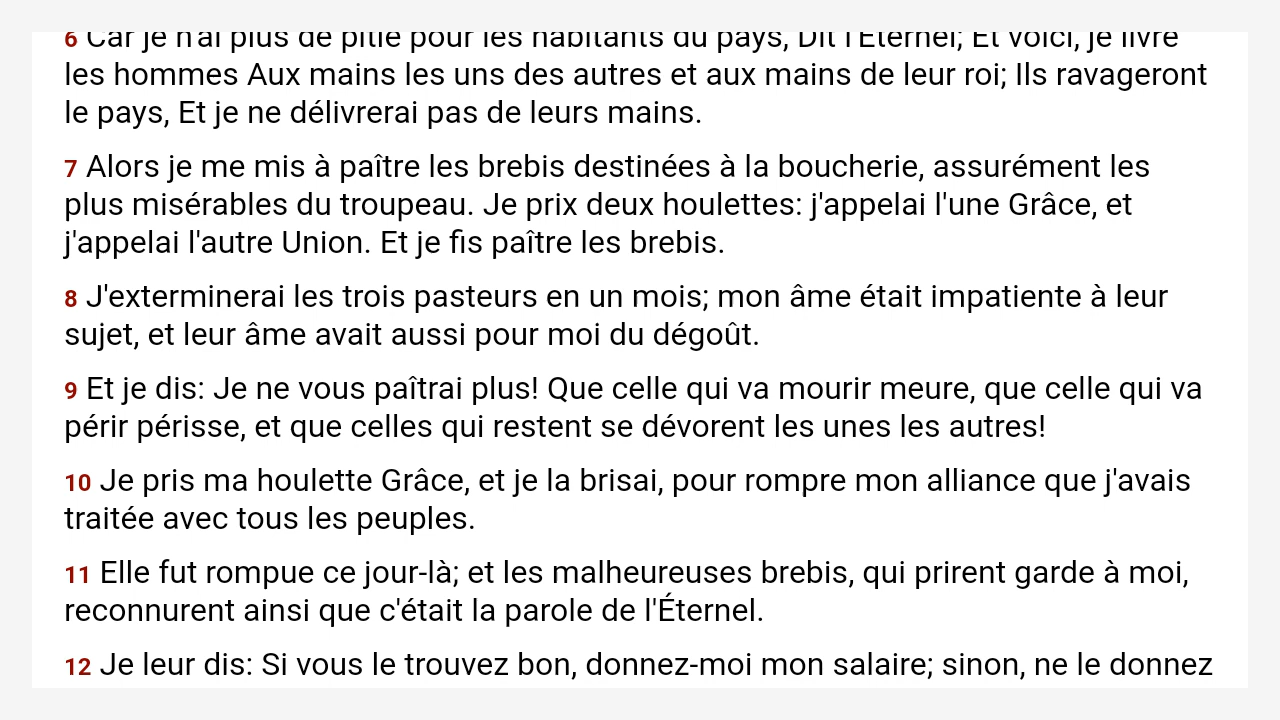 6 Car je n'ai plus de pitié pour les habitants du pays, Dit l'Éternel; Et voici, je livre
les hommes Aux mains les uns des autres et aux mains de leur roi; Ils ravageront
le pays, Et je ne délivrerai pas de leurs mains.
7 Alors je me mis à paître les brebis destinées à la boucherie, assurément les
plus misérables du troupeau. Je prix deux houlettes: j'appelai l'une Grâce, et
j'appelai l'autre Union. Et je fis paître les brebis.
8 J'exterminerai les trois pasteurs en un mois; mon âme était impatiente à leur
sujet, et leur âme avait aussi pour moi du dégoût.
9 Et je dis: Je ne vous paîtrai plus! Que celle qui va mourir meure, que celle qui va
périr périsse, et que celles qui restent se dévorent les unes les autres!
10 Je pris ma houlette Grâce, et je la brisai, pour rompre mon alliance que j'avais
traitée avec tous les peuples.
11 Elle fut rompue ce jour-là; et les malheureuses brebis, qui prirent garde à moi,
reconnurent ainsi que c'était la parole de l'Éternel.
12 Je leur dis: Si vous le trouvez bon, donnez-moi mon salaire; sinon, ne le donnez